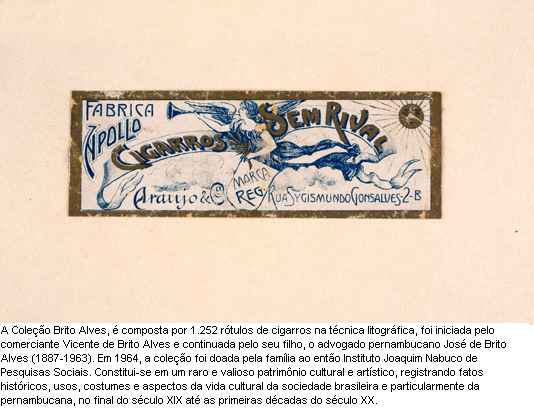 FABRICA
APOLLO
CIGARROS SEM RIVAL
Araujo & Cª
MARCA
REG.
RUA SYGISMUNDO GONSALVES-2-B
A Coleção Brito Alves, é composta por 1.252 rótulos de cigarros na técnica litográfica, foi iniciada pelo
comerciante Vicente de Brito Alves e continuada pelo seu filho, o advogado pernambucano José de Brito
Alves (1887-1963). Em 1964, a coleção foi doada pela família ao então Instituto Joaquim Nabuco de
Pesquisas Sociais. Constitui-se em um raro e valioso patrimônio cultural e artístico, registrando fatos
históricos, usos, costumes e aspectos da vida cultural da sociedade brasileira e particularmente da
pernambucana, no final do século XIX até as primeiras décadas do século XX.